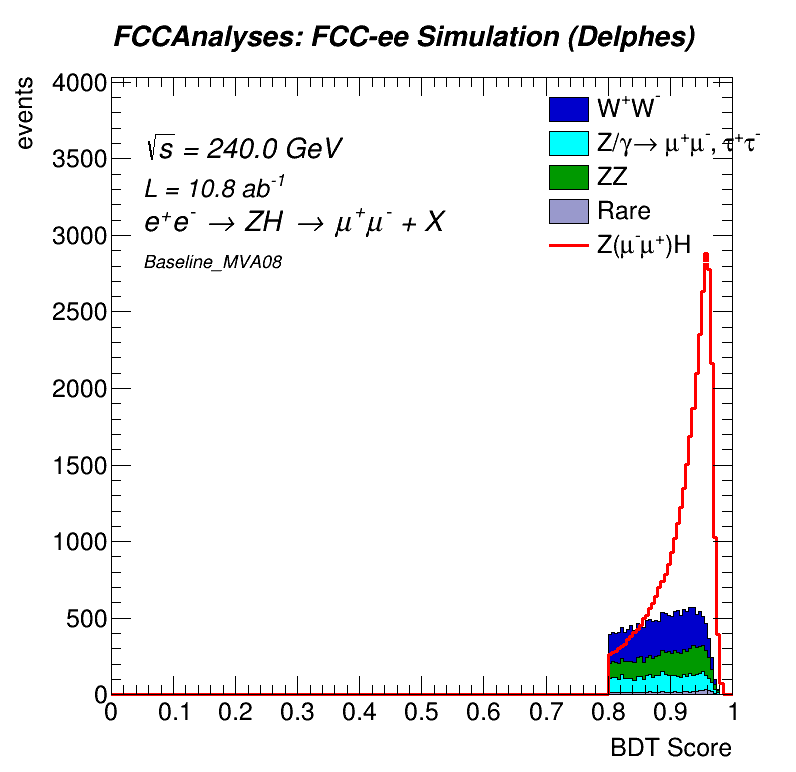 FCCAnalyses: FCC-ee Simulation (Delphes)
events
4000
3500
3000
2500
2000
1500
1000
500
0
√s = 240.0 GeV
L = 10.8 ab⁻¹
e⁺e⁻ → ZH → μ⁺μ⁻ + X
Baseline_MVA08
W⁺W⁻
Z/γ→ μ⁺μ⁻, τ⁺τ⁻
ZZ
Rare
Z(μ⁻μ⁺)H
0 0.1 0.2 0.3 0.4 0.5 0.6 0.7 0.8 0.9 1
BDT Score